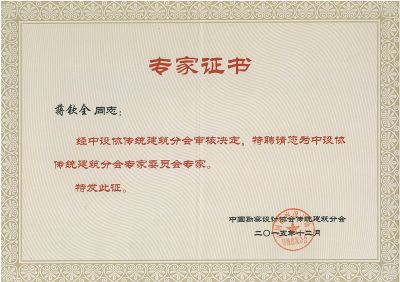 专家证书
蒋钦全 同志：
经中设协传统建筑分会审核决定，特聘请您为中设协
传统建筑分会专家委员会专家。
特发此证。
中国勘察设计协会传统建筑分会
二〇一五年十二月